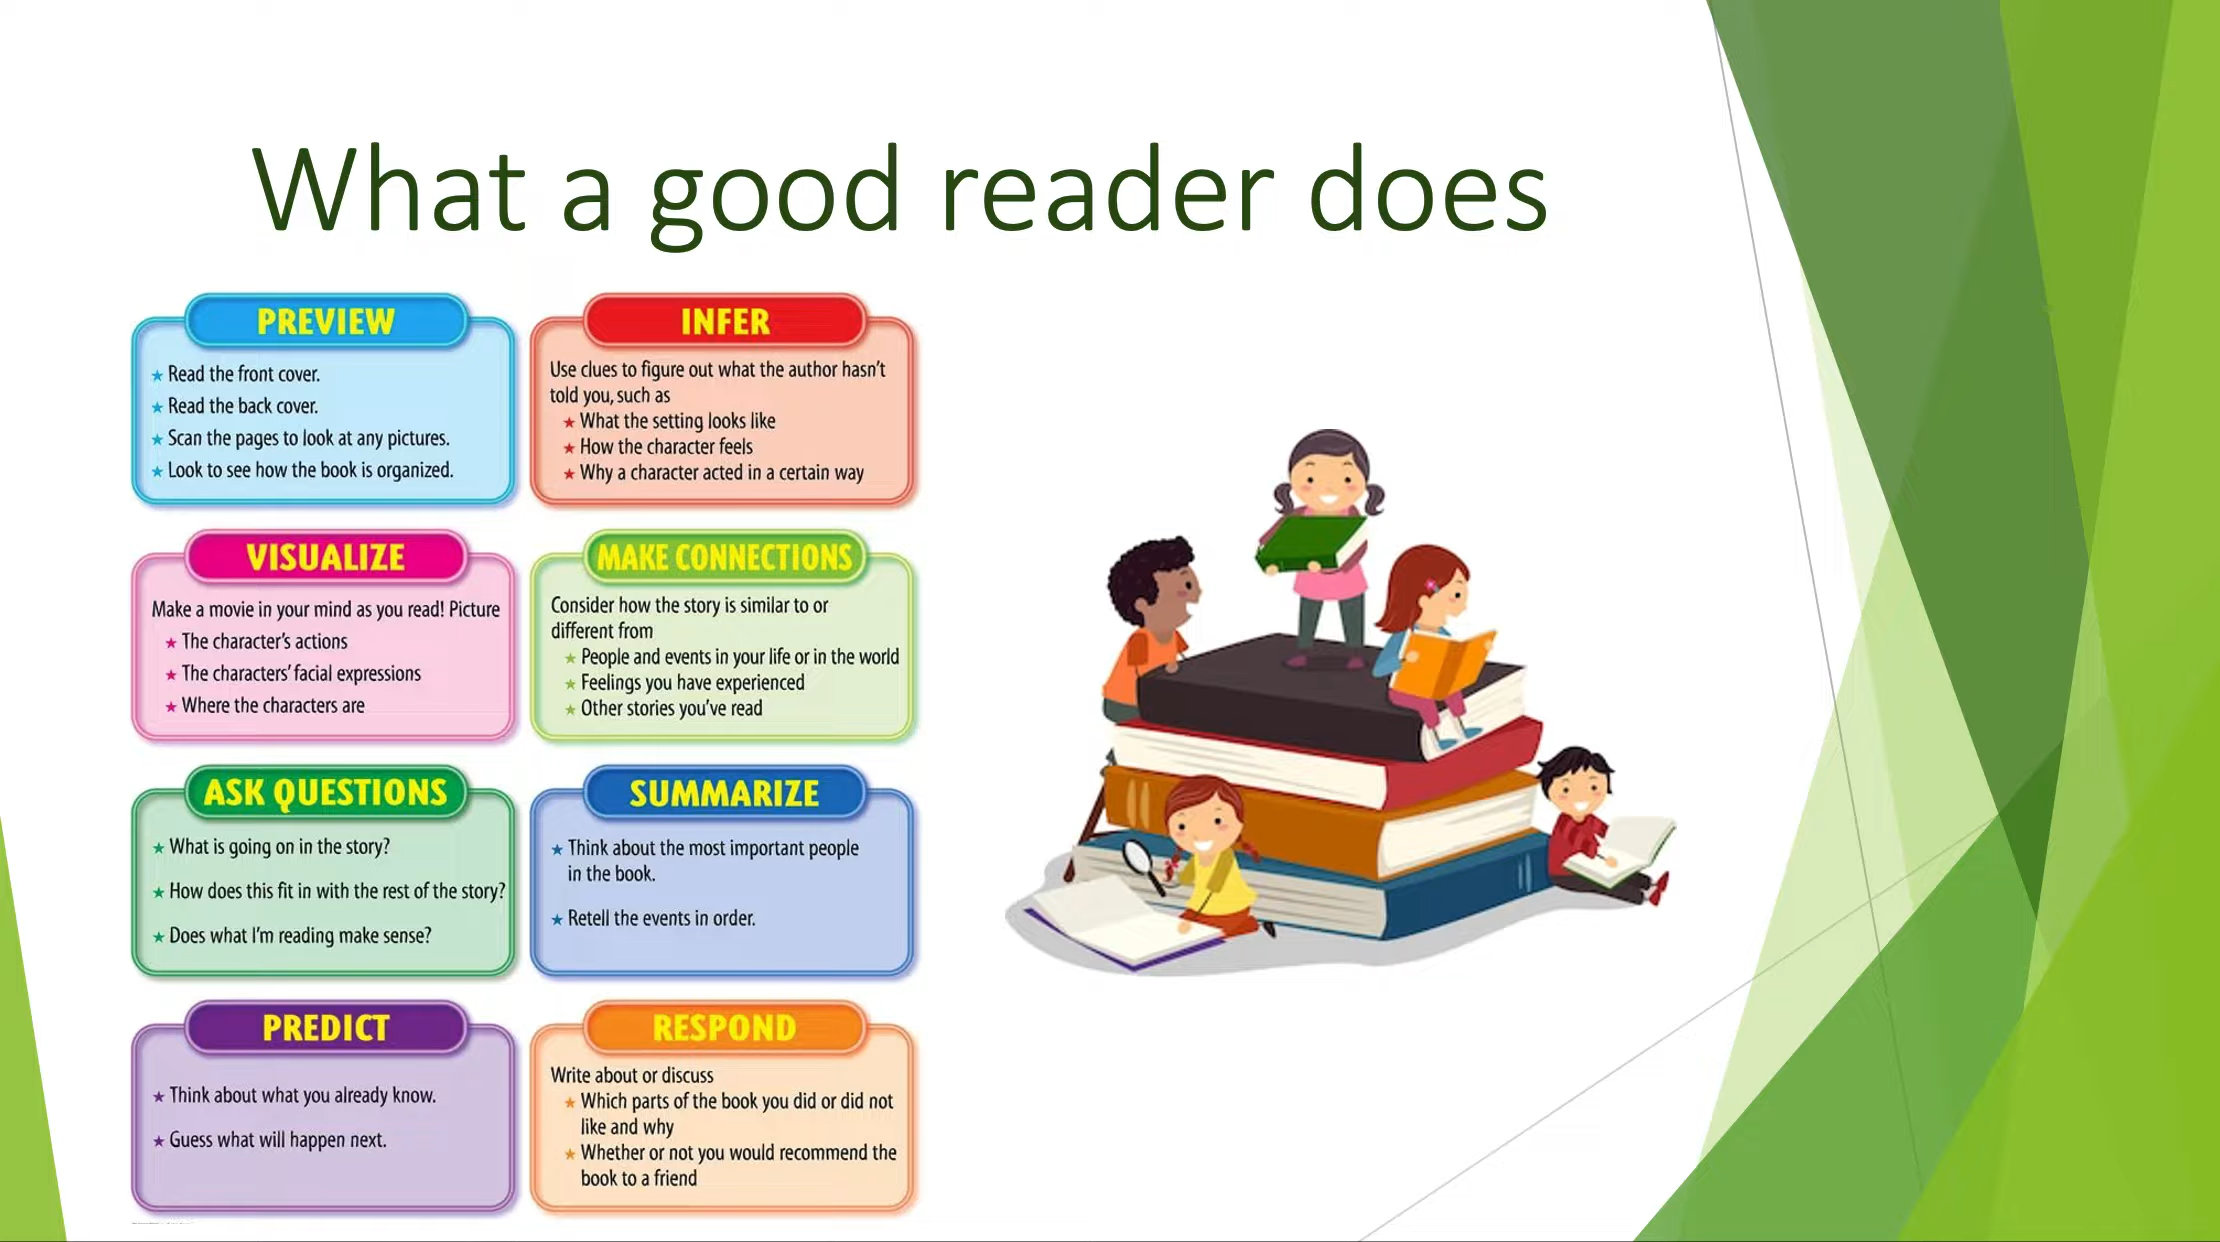 What a good reader does
PREVIEW
★ Read the front cover.
★ Read the back cover.
★ Scan the pages to look at any pictures.
★ Look to see how the book is organized.
INFER
Use clues to figure out what the author hasn't
told you, such as
★ What the setting looks like
★ How the character feels
★ Why a character acted in a certain way
VISUALIZE
Make a movie in your mind as you read! Picture
★ The character's actions
★ The characters' facial expressions
★ Where the characters are
MAKE CONNECTIONS
Consider how the story is similar to or
different from
★ People and events in your life or in the world
★ Feelings you have experienced
★ Other stories you've read
ASK QUESTIONS
★ What is going on in the story?
★ How does this fit in with the rest of the story?
★ Does what I'm reading make sense?
SUMMARIZE
★ Think about the most important people
in the book.
★ Retell the events in order.
PREDICT
★ Think about what you already know.
★ Guess what will happen next.
RESPOND
Write about or discuss
★ Which parts of the book you did or did not
like and why
★ Whether or not you would recommend the
book to a friend